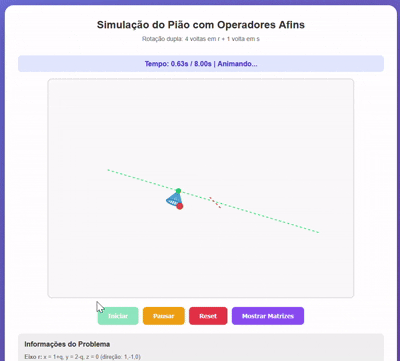 Simulação do Pião com Operadores Afins
Rotação dupla: 4 voltas em r + 1 volta em s
Tempo: 0.63s / 8.00s | Animando...
Iniciar
Pausar
Reset
Mostrar Matrizes
Informações do Problema
Eixo r: x = 1+q, y = 2-q, z = 0 (direção: 1,-1,0)